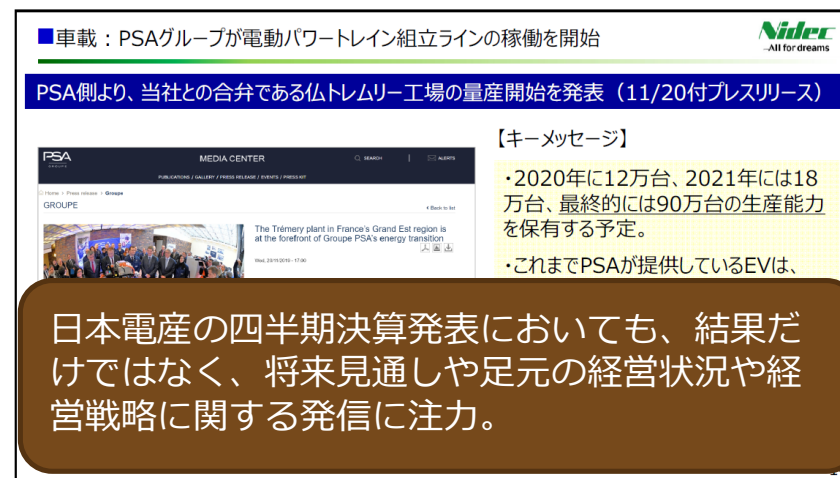 ■車載：PSAグループが電動パワートレイン組立ラインの稼働を開始
Nidec
-All for dreams
PSA側より、当社との合弁である仏トレムリー工場の量産開始を発表（11/20付プレスリリース）
PSA
GROUPE
MEDIA CENTER
SEARCH
ALERTS
PUBLICATIONS / GALLERY / PRESS RELEASE / EVENTS / PRESS KIT
Home > Press release > Groupe
GROUPE
Back to list
The Trémery plant in France's Grand Est region is
at the forefront of Groupe PSA's energy transition
【キーメッセージ】
・2020年に12万台、2021年には18
万台、最終的には90万台の生産能力
を保有する予定。
・これまでPSAが提供しているEVは、
日本電産の四半期決算発表においても、結果だ
けではなく、将来見通しや足元の経営状況や経
営戦略に関する発信に注力。